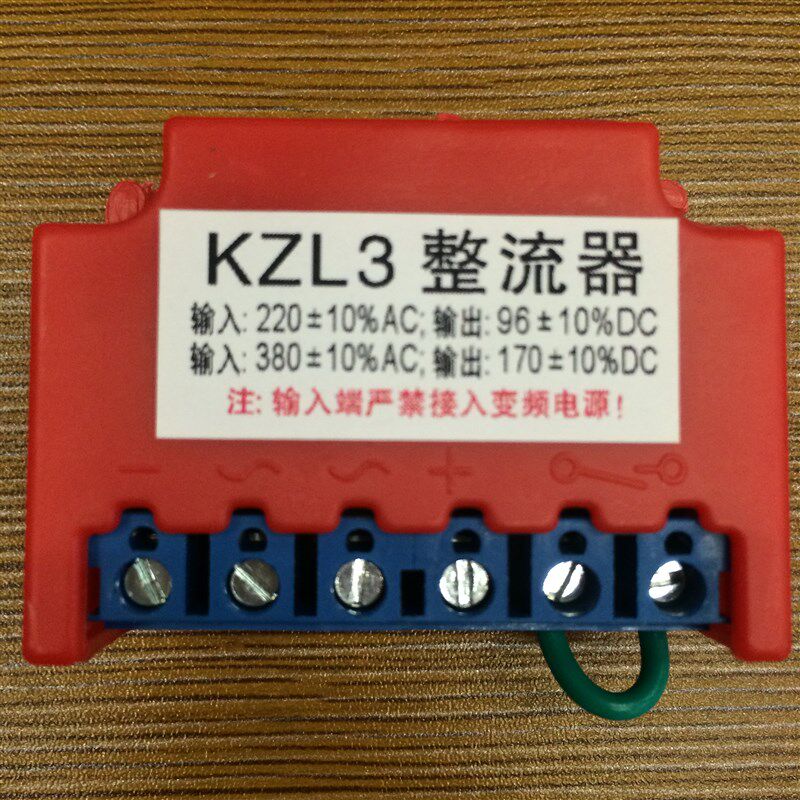 KZL3 整流器
输入: 220±10%AC; 输出: 96±10%DC
输入: 380±10%AC; 输出: 170±10%DC
注: 输入端严禁接入变频电源!
− ~ ~ +